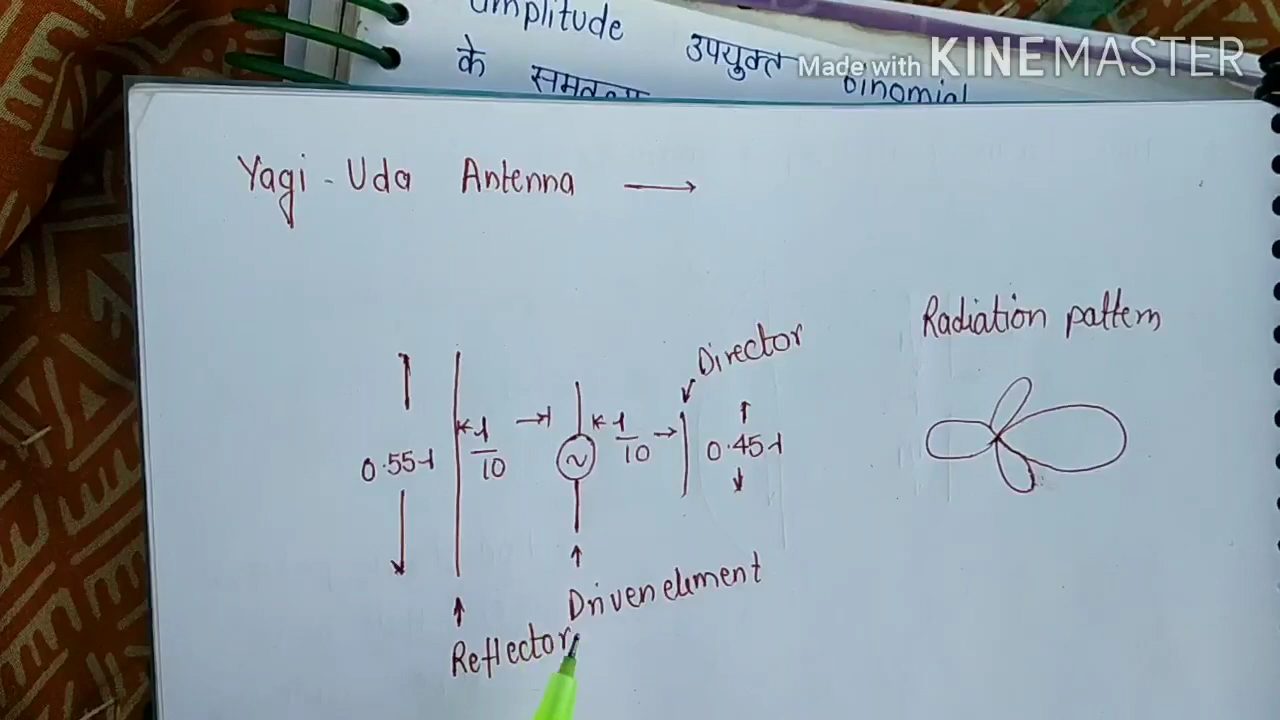 amplitude
के समतल्य उपयुक्त binomial
Made with KINEMASTER
Yagi-Uda Antenna →
Radiation pattern
Director
0.55λ
λ/10
λ/10
0.45λ
Driven element
Reflector